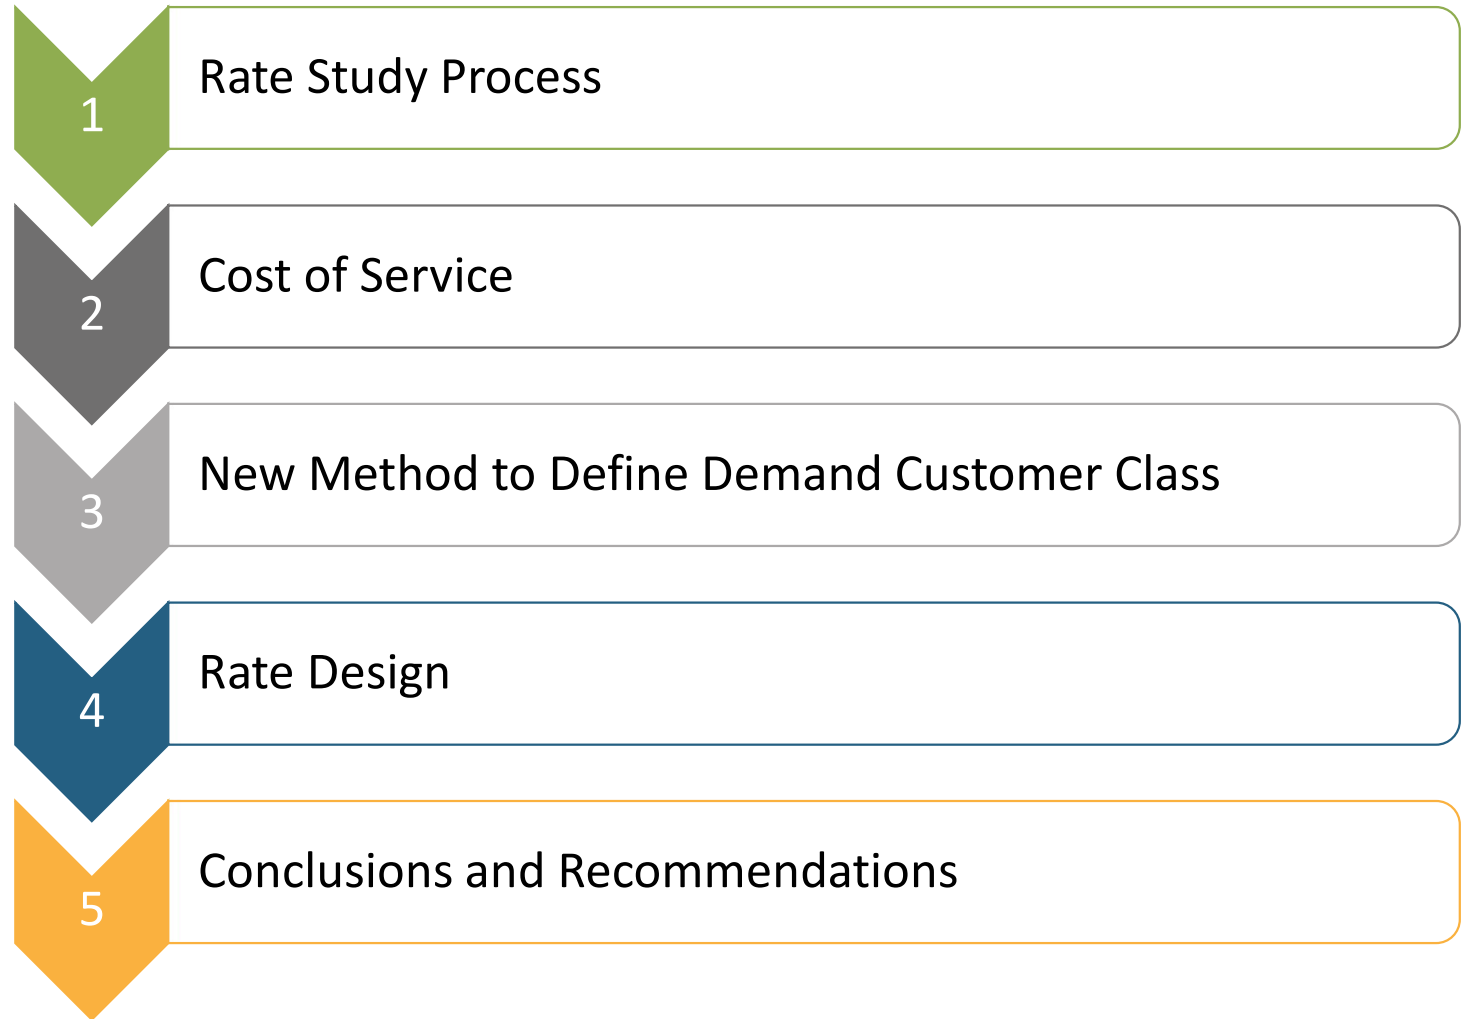 1
Rate Study Process
2
Cost of Service
3
New Method to Define Demand Customer Class
4
Rate Design
5
Conclusions and Recommendations